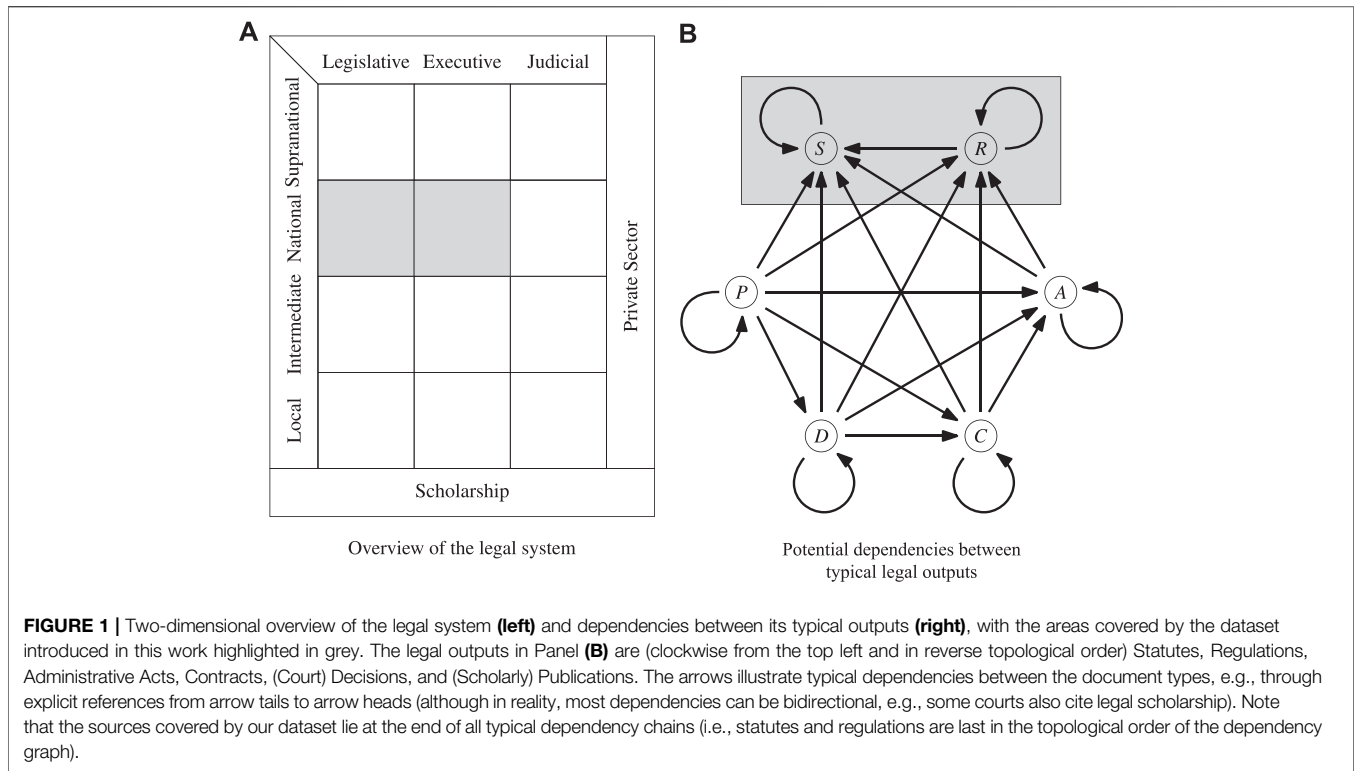 A
Legislative Executive Judicial
Supranational
National
Intermediate
Local
Private Sector
Scholarship
Overview of the legal system
B
S
R
P
A
D
C
Potential dependencies between
typical legal outputs
FIGURE 1 | Two-dimensional overview of the legal system (left) and dependencies between its typical outputs (right), with the areas covered by the dataset
introduced in this work highlighted in grey. The legal outputs in Panel (B) are (clockwise from the top left and in reverse topological order) Statutes, Regulations,
Administrative Acts, Contracts, (Court) Decisions, and (Scholarly) Publications. The arrows illustrate typical dependencies between the document types, e.g., through
explicit references from arrow tails to arrow heads (although in reality, most dependencies can be bidirectional, e.g., some courts also cite legal scholarship). Note
that the sources covered by our dataset lie at the end of all typical dependency chains (i.e., statutes and regulations are last in the topological order of the dependency
graph).